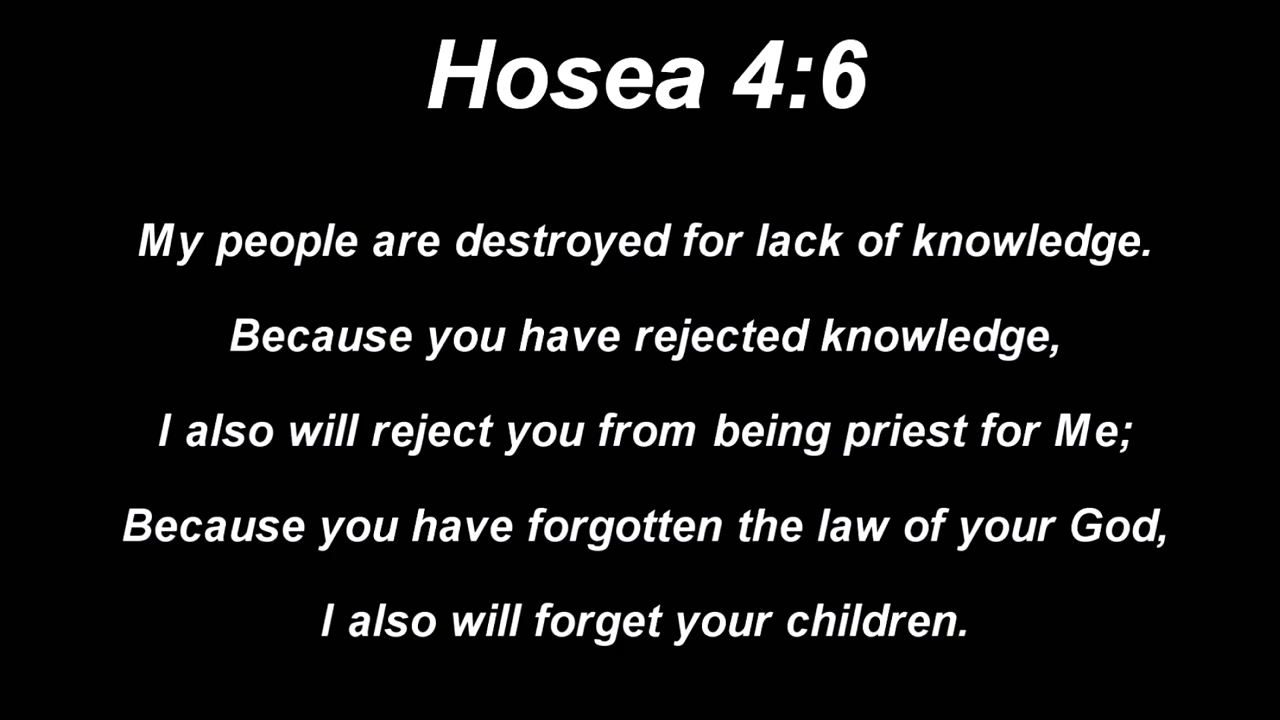 Hosea 4:6
My people are destroyed for lack of knowledge.
Because you have rejected knowledge,
I also will reject you from being priest for Me;
Because you have forgotten the law of your God,
I also will forget your children.